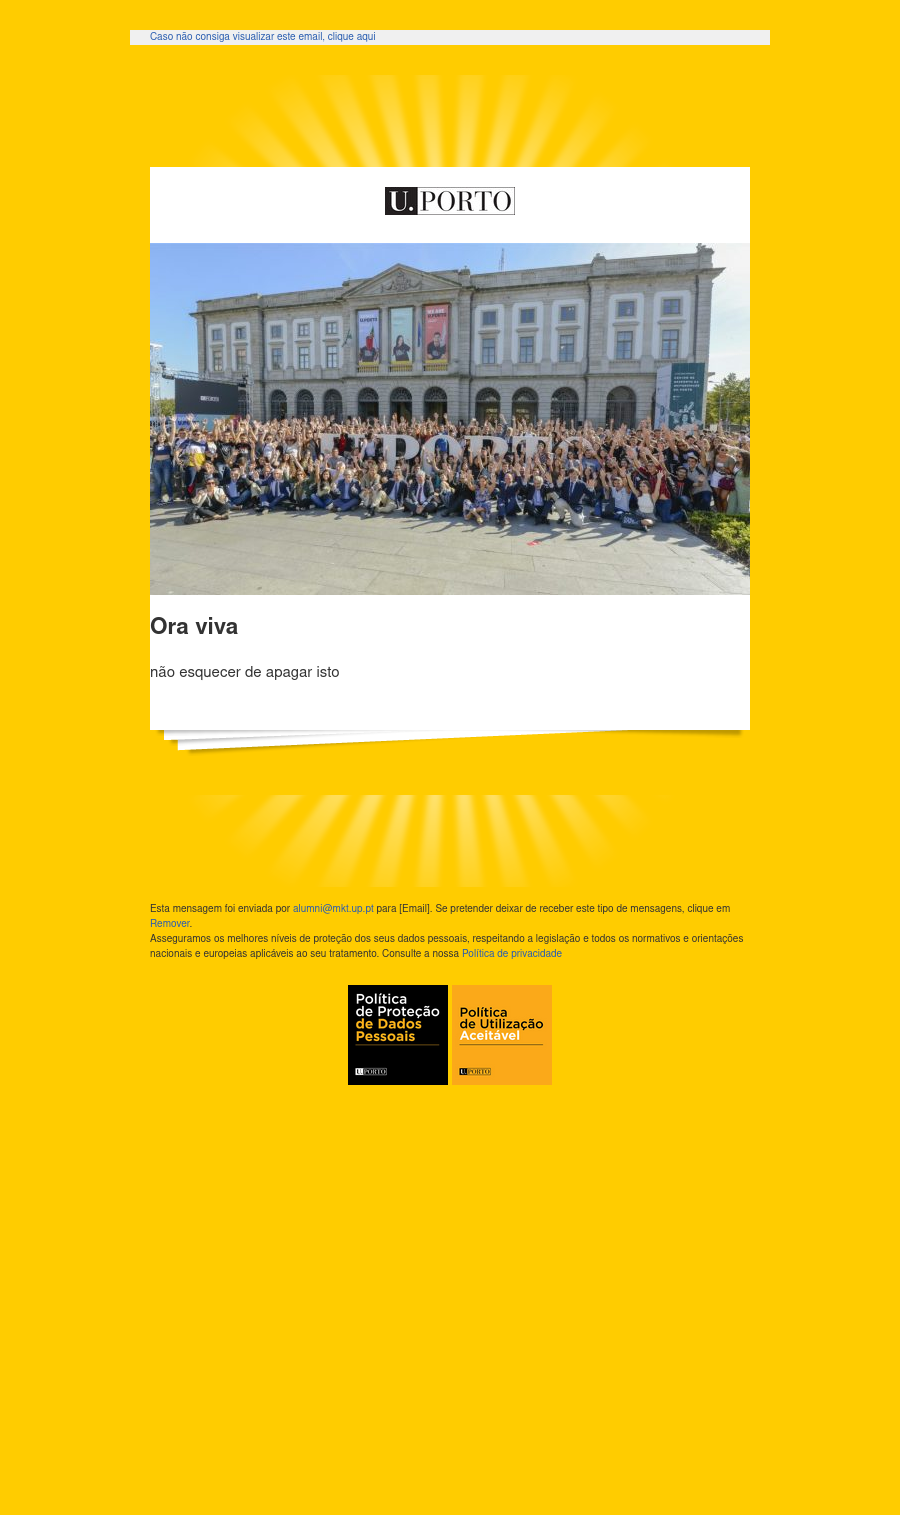 Caso não consiga visualizar este email, clique aqui
U.PORTO
U.PORTO
U.PORTO
Ora viva
não esquecer de apagar isto
Esta mensagem foi enviada por alumni@mkt.up.pt para [Email]. Se pretender deixar de receber este tipo de mensagens, clique em
Remover.
Asseguramos os melhores níveis de proteção dos seus dados pessoais, respeitando a legislação e todos os normativos e orientações
nacionais e europeias aplicáveis ao seu tratamento. Consulte a nossa Política de privacidade
Política
de Proteção
de Dados
Pessoais
U.PORTO
Política
de Utilização
Aceitável
U.PORTO